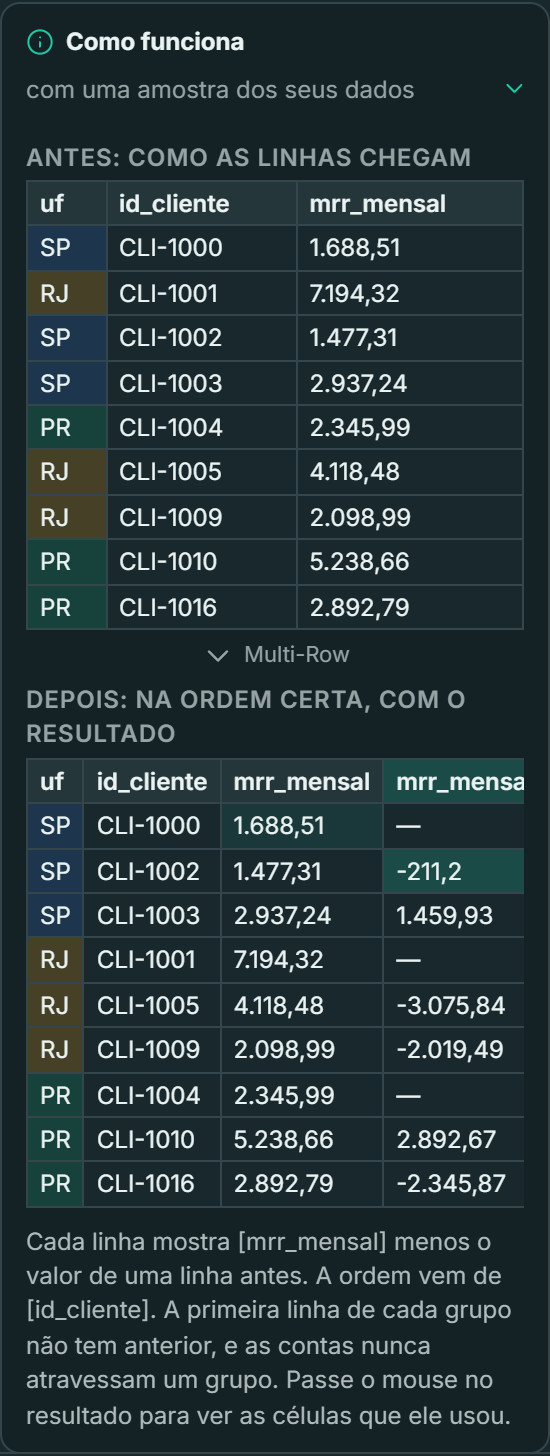 Como funciona
com uma amostra dos seus dados
ANTES: COMO AS LINHAS CHEGAM
uf id_cliente mrr_mensal
SP CLI-1000 1.688,51
RJ CLI-1001 7.194,32
SP CLI-1002 1.477,31
SP CLI-1003 2.937,24
PR CLI-1004 2.345,99
RJ CLI-1005 4.118,48
RJ CLI-1009 2.098,99
PR CLI-1010 5.238,66
PR CLI-1016 2.892,79
Multi-Row
DEPOIS: NA ORDEM CERTA, COM O
RESULTADO
uf id_cliente mrr_mensal mrr_mensa
SP CLI-1000 1.688,51 —
SP CLI-1002 1.477,31 -211,2
SP CLI-1003 2.937,24 1.459,93
RJ CLI-1001 7.194,32 —
RJ CLI-1005 4.118,48 -3.075,84
RJ CLI-1009 2.098,99 -2.019,49
PR CLI-1004 2.345,99 —
PR CLI-1010 5.238,66 2.892,67
PR CLI-1016 2.892,79 -2.345,87
Cada linha mostra [mrr_mensal] menos o
valor de uma linha antes. A ordem vem de
[id_cliente]. A primeira linha de cada grupo
não tem anterior, e as contas nunca
atravessam um grupo. Passe o mouse no
resultado para ver as células que ele usou.